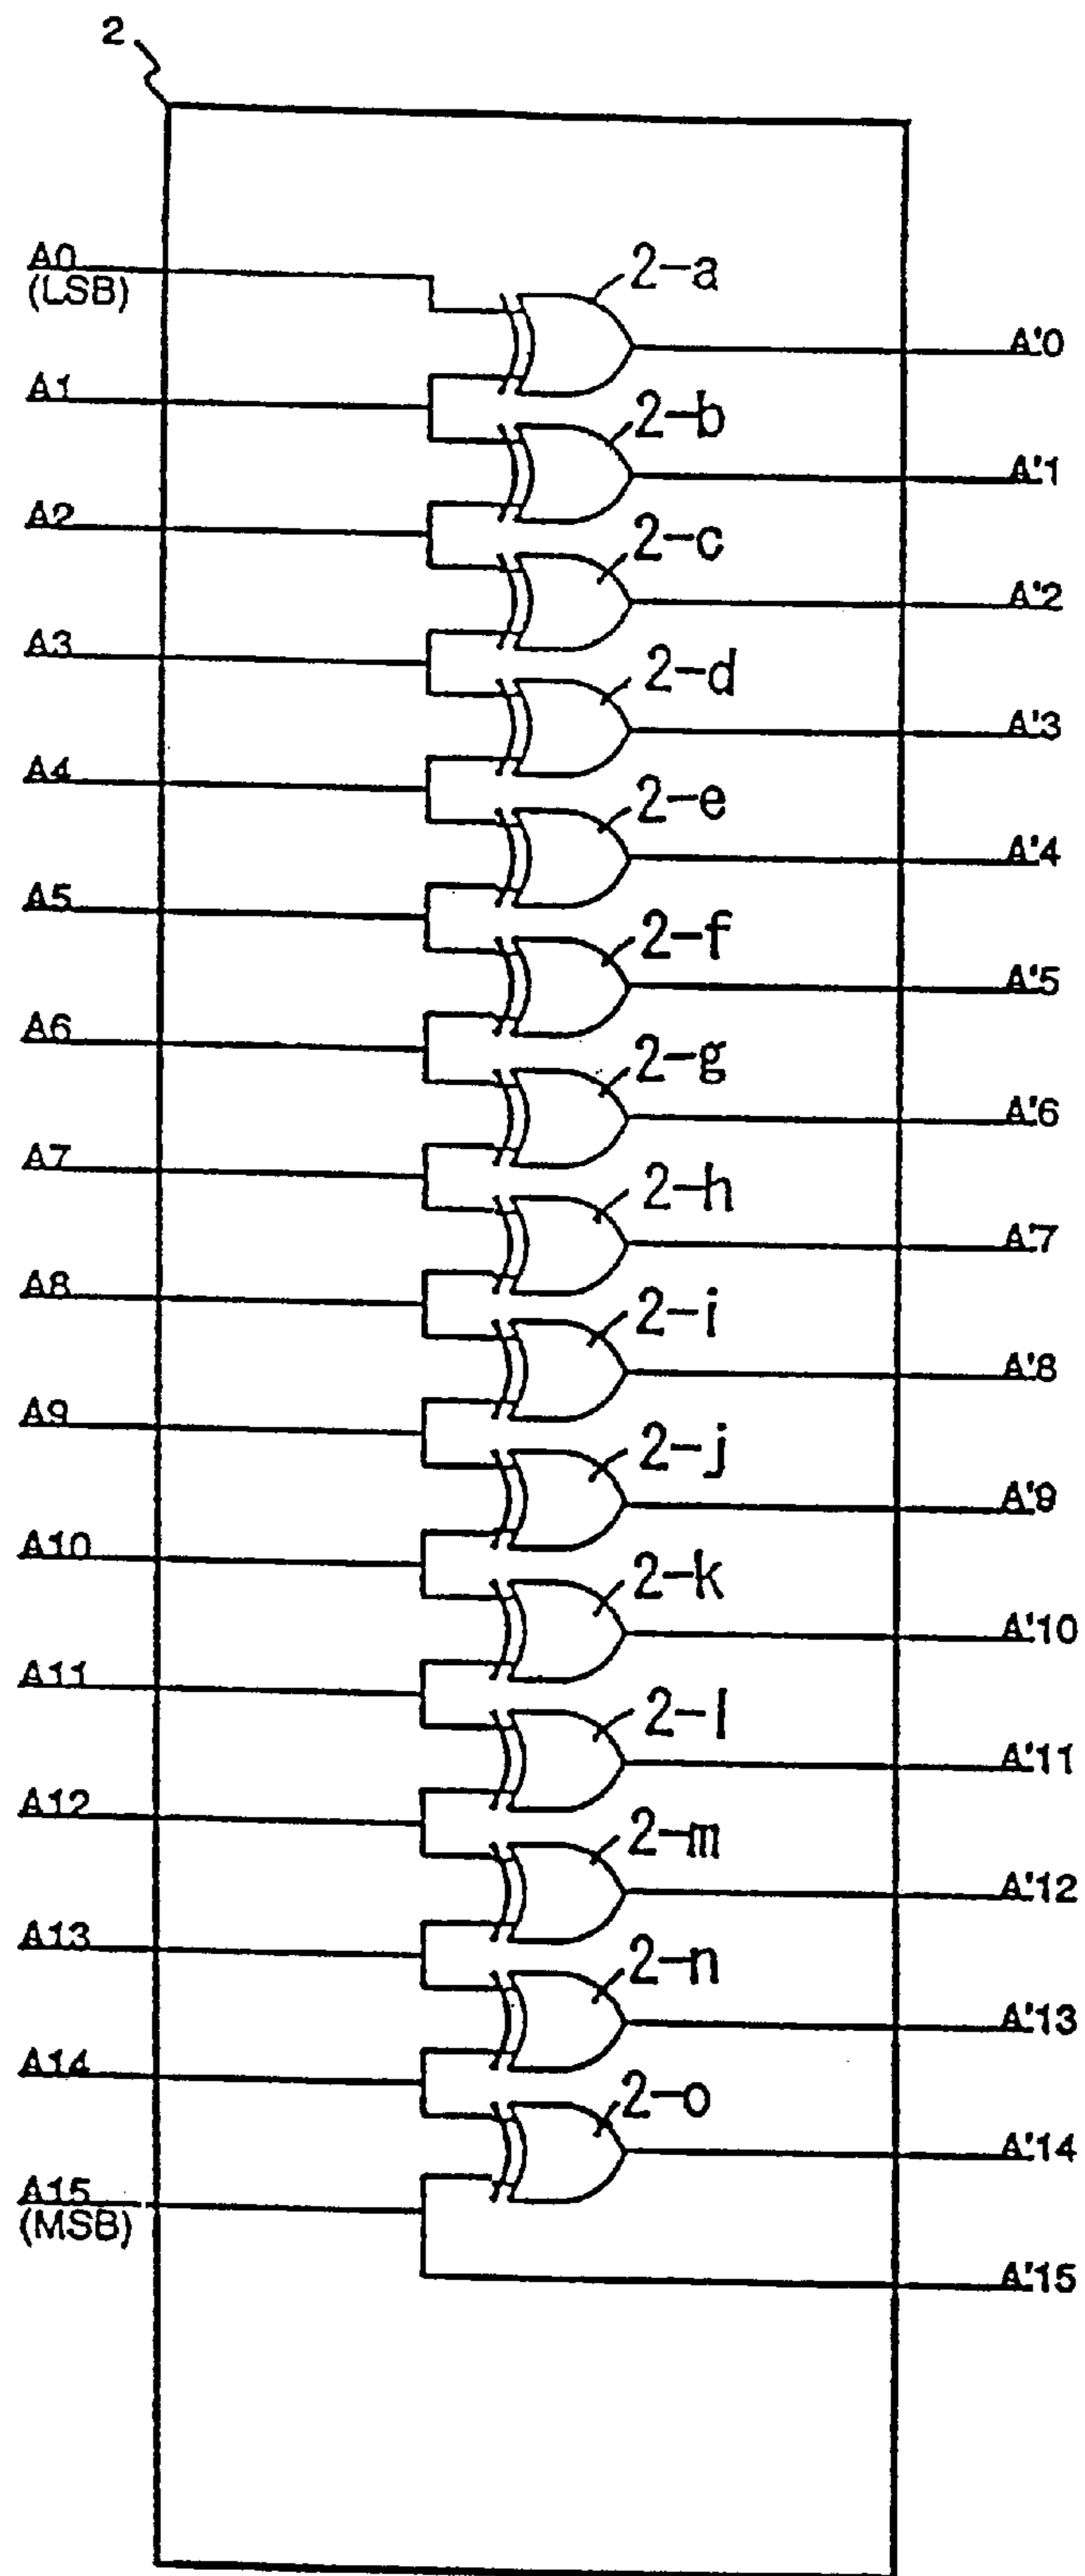 2
A0
(LSB)
2-a
A'0
A1
2-b
A'1
A2
2-c
A'2
A3
2-d
A'3
A4
2-e
A'4
A5
2-f
A'5
A6
2-g
A'6
A7
2-h
A'7
A8
2-i
A'8
A9
2-j
A'9
A10
2-k
A'10
A11
2-l
A'11
A12
2-m
A'12
A13
2-n
A'13
A14
2-o
A'14
A15
(MSB)
A'15